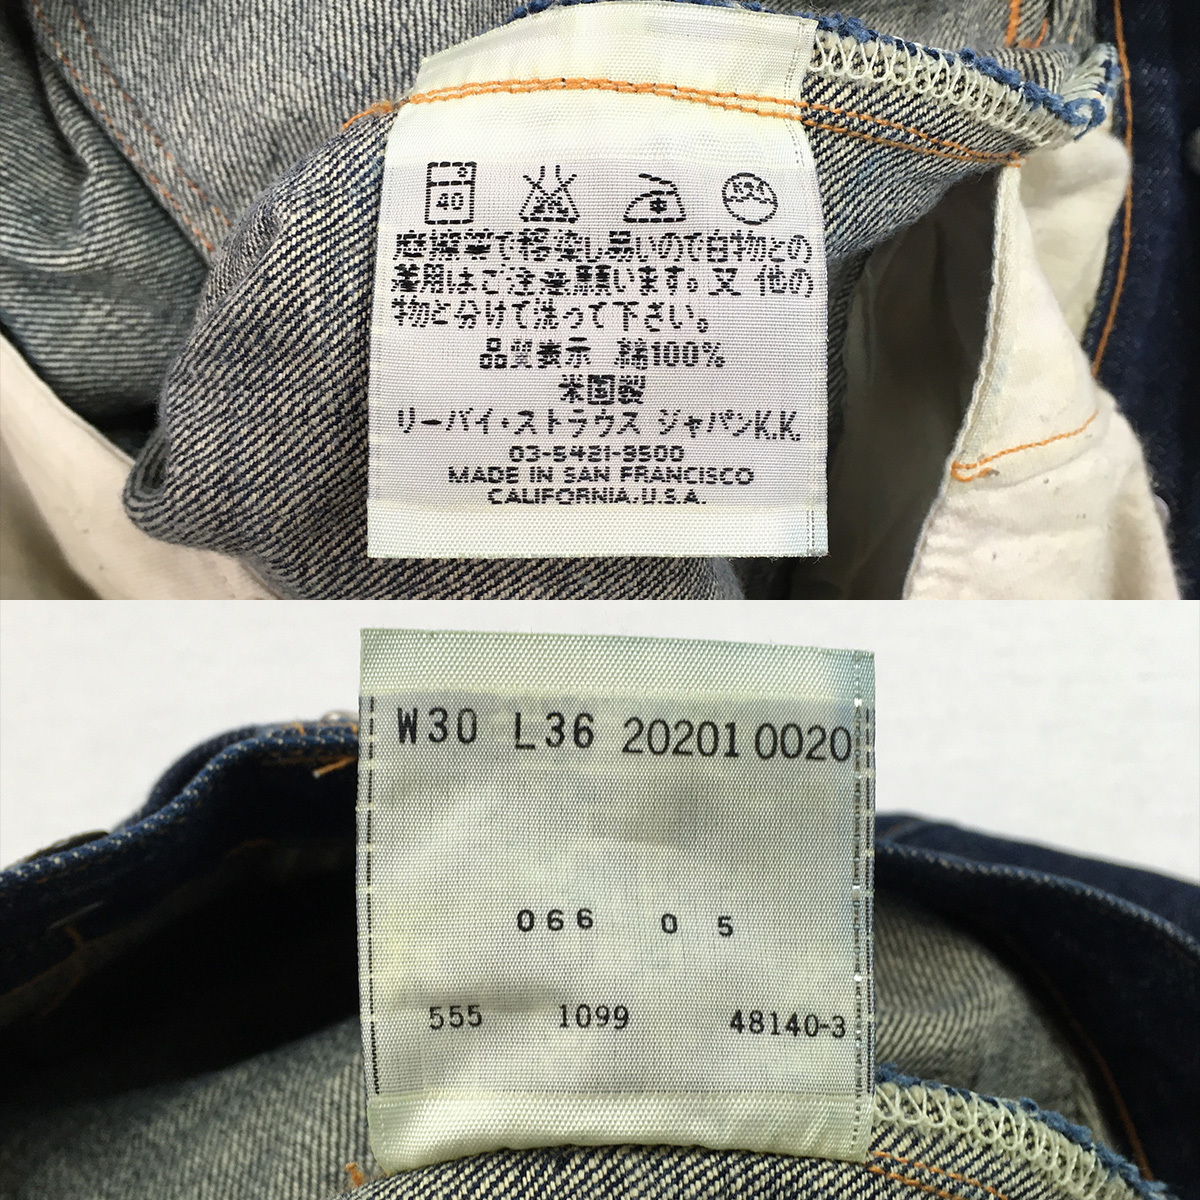 40
摩擦等で移染し易いので白物との
着用はご注意願います。又 他の
物と分けて洗って下さい。
品質表示 綿100%
米国製
リーバイ・ストラウス ジャパンK.K.
03-5421-3500
MADE IN SAN FRANCISCO
CALIFORNIA.U.S.A.
W30 L36 20201 0020
066 0 5
555 1099 48140-3